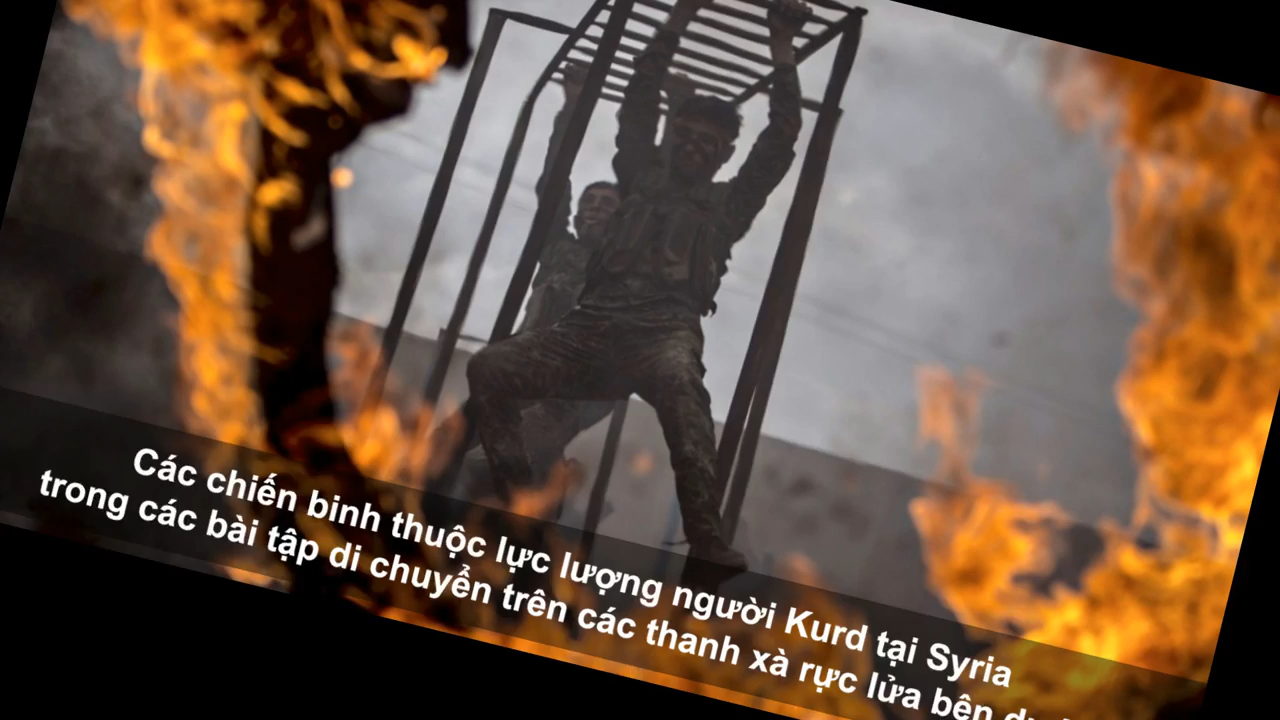 Các chiến binh thuộc lực lượng người Kurd tại Syria
trong các bài tập di chuyển trên các thanh xà rực lửa bên